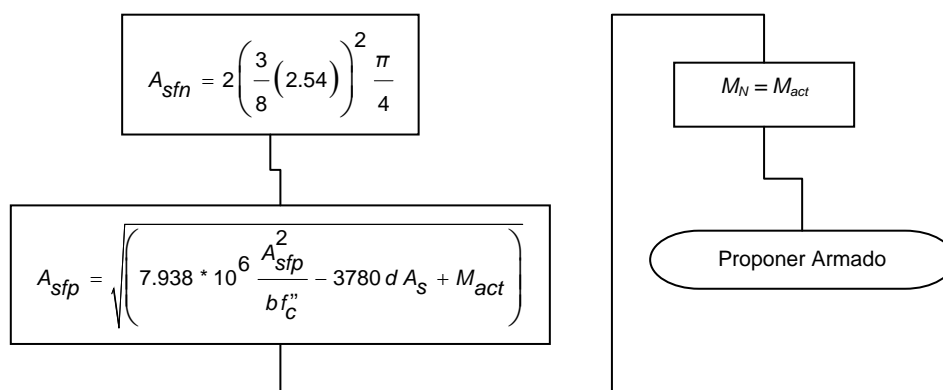 A_sfn = 2(3/8(2.54))^2 π/4
A_sfp = √((7.938 * 10^6 A_sfp^2/(b f_c”) − 3780 d A_s + M_act))
M_N = M_act
Proponer Armado